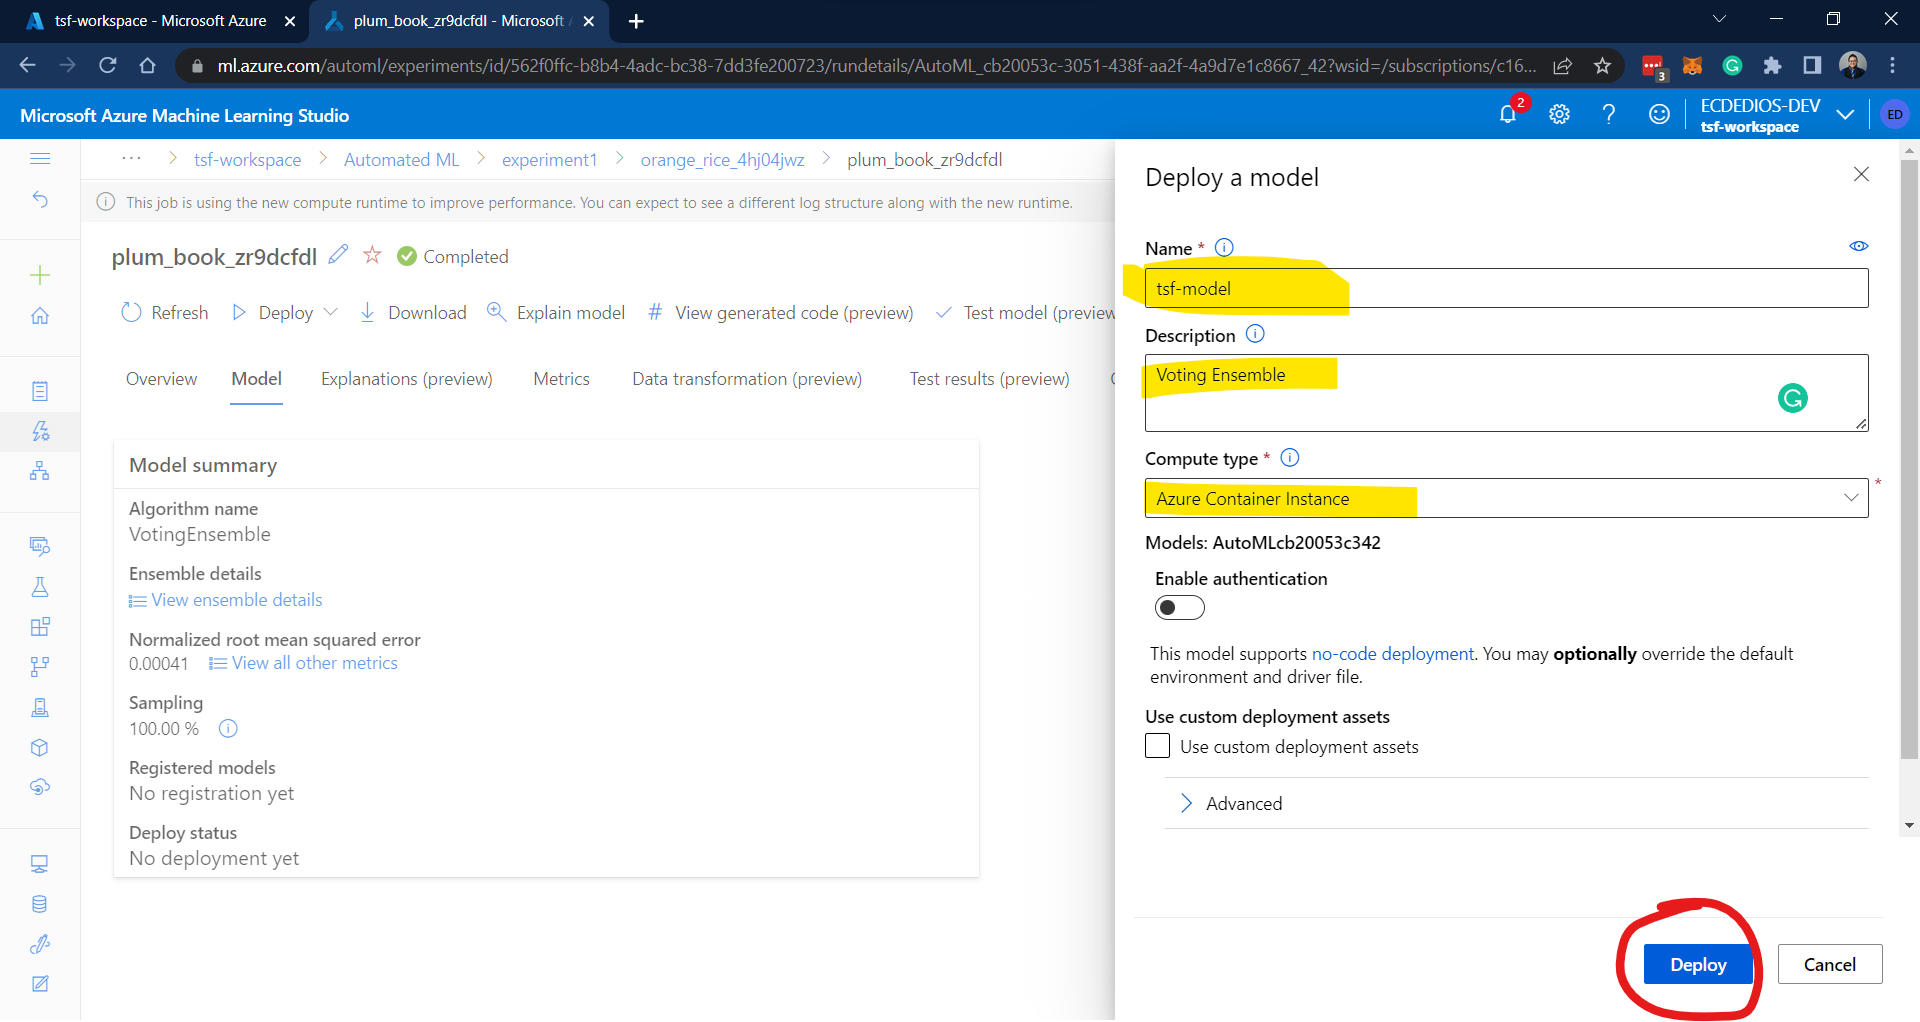 tsf-workspace - Microsoft Azure
plum_book_zr9dcfdl - Microsoft
ml.azure.com/automl/experiments/id/562f0ffc-b8b4-4adc-bc38-7dd3fe200723/rundetails/AutoML_cb20053c-3051-438f-aa2f-4a9d7e1c8667_42?wsid=/subscriptions/c16...
3
Microsoft Azure Machine Learning Studio
2
ECDEDIOS-DEV
tsf-workspace
ED
... tsf-workspace Automated ML experiment1 orange_rice_4hj04jwz plum_book_zr9dcfdl
This job is using the new compute runtime to improve performance. You can expect to see a different log structure along with the new runtime.
plum_book_zr9dcfdl Completed
Refresh Deploy Download Explain model # View generated code (preview) Test model (preview
Overview Model Explanations (preview) Metrics Data transformation (preview) Test results (preview)
Model summary
Algorithm name
VotingEnsemble
Ensemble details
View ensemble details
Normalized root mean squared error
0.00041 View all other metrics
Sampling
100.00 %
Registered models
No registration yet
Deploy status
No deployment yet
Deploy a model
Name *
tsf-model
Description
Voting Ensemble
Compute type *
Azure Container Instance *
Models: AutoMLcb20053c342
Enable authentication
This model supports no-code deployment. You may optionally override the default
environment and driver file.
Use custom deployment assets
Use custom deployment assets
Advanced
Deploy Cancel